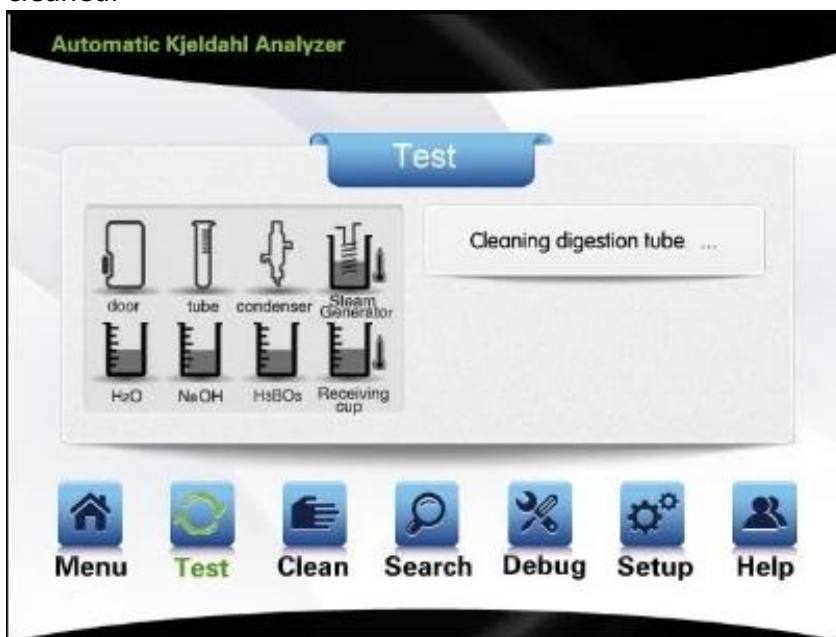 cleaned.
Automatic Kjeldahl Analyzer
Test
Cleaning digestion tube ...
door tube condenser Steam
Generator
H₂O NaOH H₃BO₃ Receiving
cup
Menu Test Clean Search Debug Setup Help